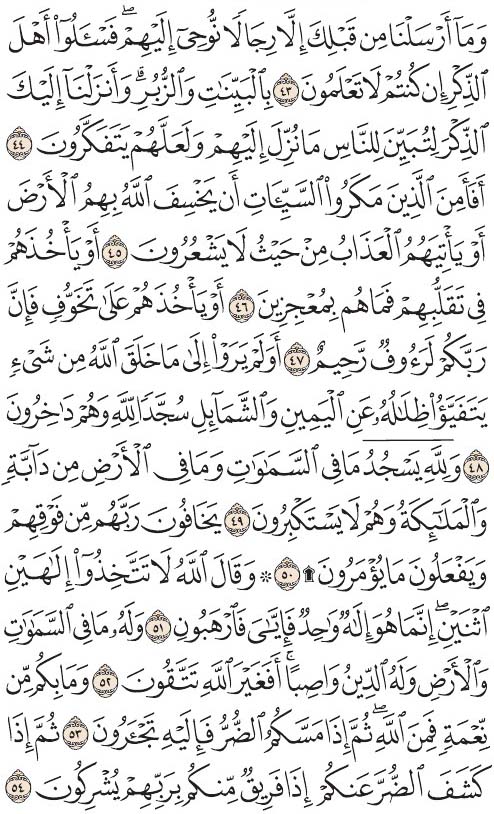 وَمَآ أَرْسَلْنَا مِن قَبْلِكَ إِلَّا رِجَالًا نُّوحِىٓ إِلَيْهِمْ ۖ فَسْـَٔلُوٓا۟ أَهْلَ
ٱلذِّكْرِ إِن كُنتُمْ لَا تَعْلَمُونَ ٤٣ بِٱلْبَيِّنَـٰتِ وَٱلزُّبُرِ ۗ وَأَنزَلْنَآ إِلَيْكَ
ٱلذِّكْرَ لِتُبَيِّنَ لِلنَّاسِ مَا نُزِّلَ إِلَيْهِمْ وَلَعَلَّهُمْ يَتَفَكَّرُونَ ٤٤
أَفَأَمِنَ ٱلَّذِينَ مَكَرُوا۟ ٱلسَّيِّـَٔاتِ أَن يَخْسِفَ ٱللَّهُ بِهِمُ ٱلْأَرْضَ
أَوْ يَأْتِيَهُمُ ٱلْعَذَابُ مِنْ حَيْثُ لَا يَشْعُرُونَ ٤٥ أَوْ يَأْخُذَهُمْ
فِى تَقَلُّبِهِمْ فَمَا هُم بِمُعْجِزِينَ ٤٦ أَوْ يَأْخُذَهُمْ عَلَىٰ تَخَوُّفٍ فَإِنَّ
رَبَّكُمْ لَرَءُوفٌ رَّحِيمٌ ٤٧ أَوَلَمْ يَرَوْا۟ إِلَىٰ مَا خَلَقَ ٱللَّهُ مِن شَىْءٍ
يَتَفَيَّؤُا۟ ظِلَـٰلُهُۥ عَنِ ٱلْيَمِينِ وَٱلشَّمَآئِلِ سُجَّدًا لِّلَّهِ وَهُمْ دَٰخِرُونَ
٤٨ وَلِلَّهِ يَسْجُدُ مَا فِى ٱلسَّمَـٰوَٰتِ وَمَا فِى ٱلْأَرْضِ مِن دَآبَّةٍ
وَٱلْمَلَـٰٓئِكَةُ وَهُمْ لَا يَسْتَكْبِرُونَ ٤٩ يَخَافُونَ رَبَّهُم مِّن فَوْقِهِمْ
وَيَفْعَلُونَ مَا يُؤْمَرُونَ ۩ ٥٠ ۞ وَقَالَ ٱللَّهُ لَا تَتَّخِذُوٓا۟ إِلَـٰهَيْنِ
ٱثْنَيْنِ ۖ إِنَّمَا هُوَ إِلَـٰهٌ وَٰحِدٌ ۖ فَإِيَّـٰىَ فَٱرْهَبُونِ ٥١ وَلَهُۥ مَا فِى ٱلسَّمَـٰوَٰتِ
وَٱلْأَرْضِ وَلَهُ ٱلدِّينُ وَاصِبًا ۚ أَفَغَيْرَ ٱللَّهِ تَتَّقُونَ ٥٢ وَمَا بِكُم مِّن
نِّعْمَةٍ فَمِنَ ٱللَّهِ ۖ ثُمَّ إِذَا مَسَّكُمُ ٱلضُّرُّ فَإِلَيْهِ تَجْـَٔرُونَ ٥٣ ثُمَّ إِذَا
كَشَفَ ٱلضُّرَّ عَنكُمْ إِذَا فَرِيقٌ مِّنكُم بِرَبِّهِمْ يُشْرِكُونَ ٥٤